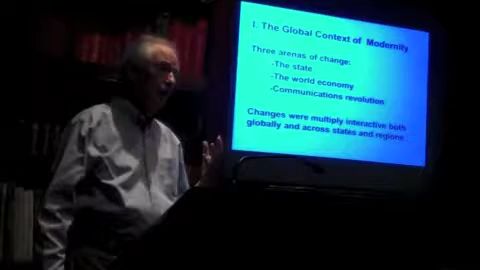 I. The Global Context of Modernity
Three arenas of change:
-The state
-The world economy
-Communications revolution
Changes were multiply interactive both
globally and across states and regions